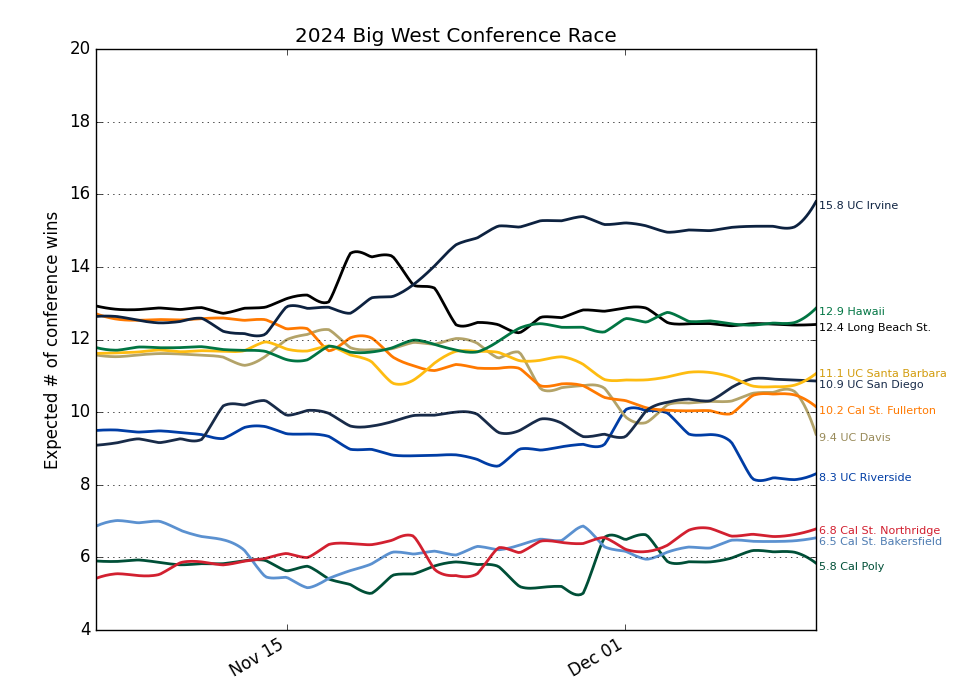 2024 Big West Conference Race
Expected # of conference wins
20
18
16
14
12
10
8
6
4
Nov 15
Dec 01
15.8 UC Irvine
12.9 Hawaii
12.4 Long Beach St.
11.1 UC Santa Barbara
10.9 UC San Diego
10.2 Cal St. Fullerton
9.4 UC Davis
8.3 UC Riverside
6.8 Cal St. Northridge
6.5 Cal St. Bakersfield
5.8 Cal Poly